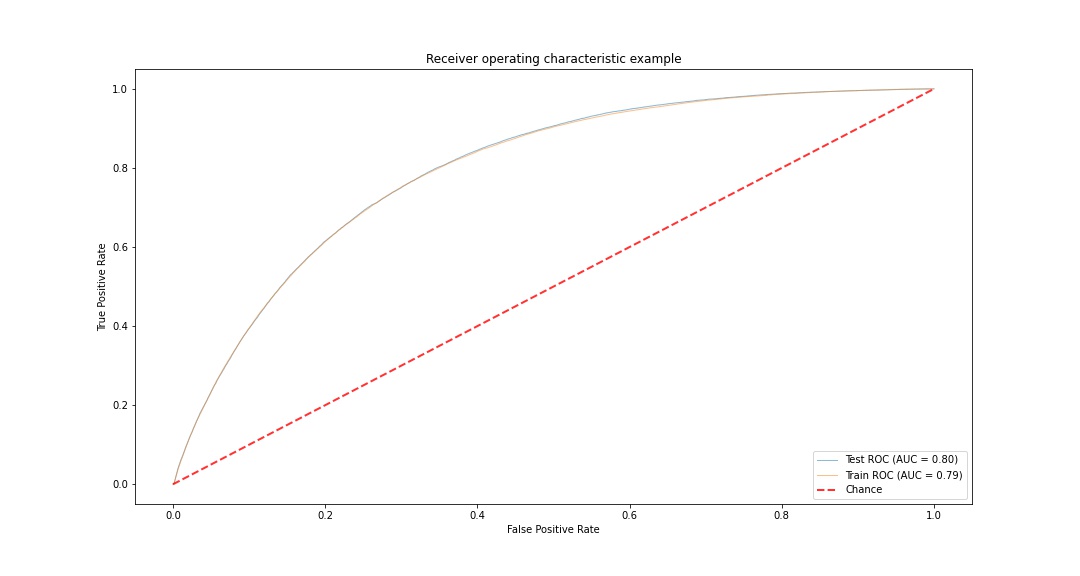 Receiver operating characteristic example
True Positive Rate
1.0
0.8
0.6
0.4
0.2
0.0
0.0 0.2 0.4 0.6 0.8 1.0
False Positive Rate
Test ROC (AUC = 0.80)
Train ROC (AUC = 0.79)
Chance